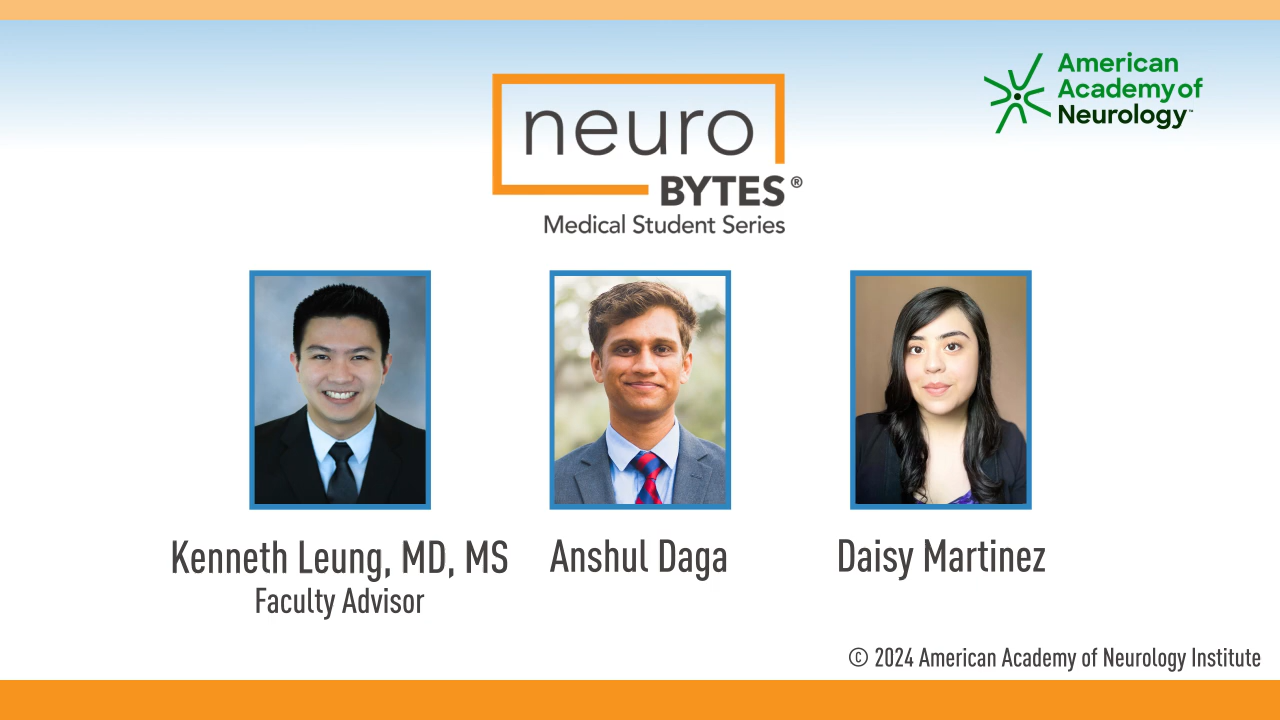 American
Academy of
Neurology™
neuro
BYTES®
Medical Student Series
Kenneth Leung, MD, MS
Faculty Advisor
Anshul Daga
Daisy Martinez
© 2024 American Academy of Neurology Institute